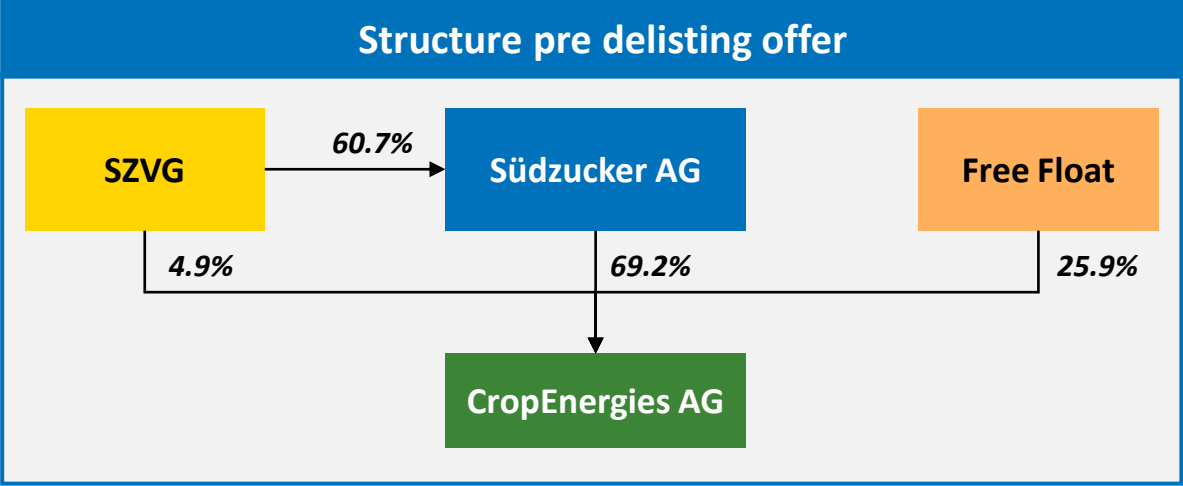 Structure pre delisting offer
SZVG
60.7%
Südzucker AG
Free Float
4.9%
69.2%
25.9%
CropEnergies AG